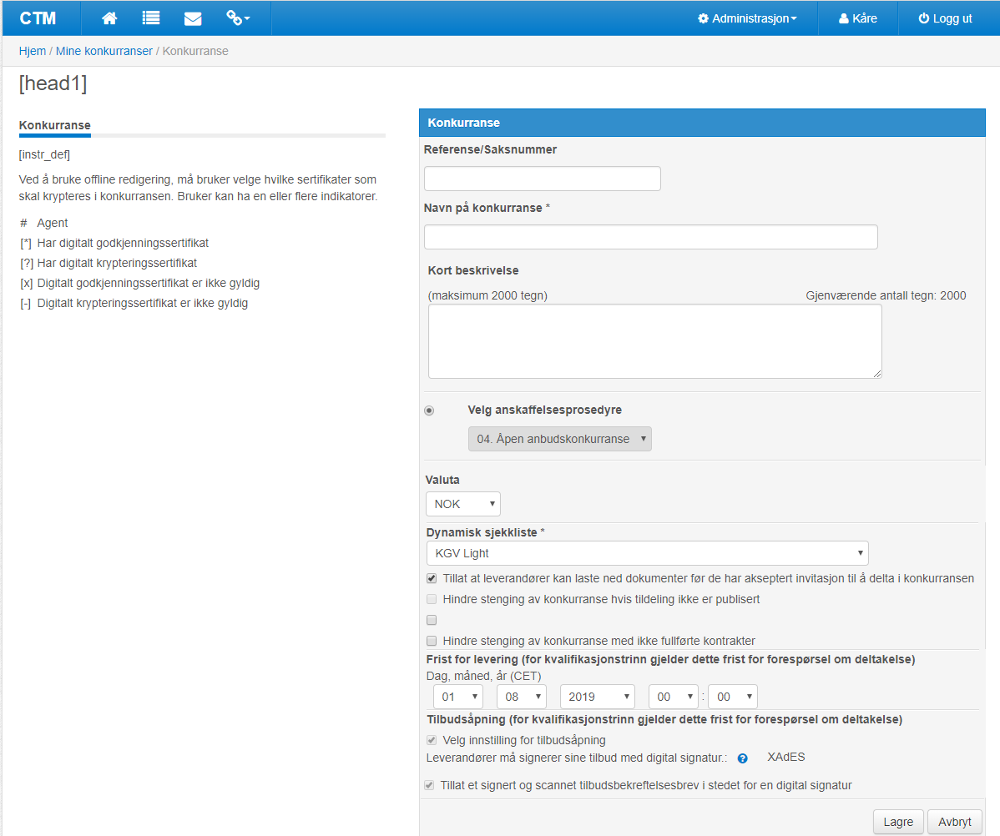 CTM
Administrasjon
Kåre
Logg ut
Hjem / Mine konkurranser / Konkurranse
[head1]
Konkurranse
[instr_def]
Ved å bruke offline redigering, må bruker velge hvilke sertifikater som
skal krypteres i konkurransen. Bruker kan ha en eller flere indikatorer.
# Agent
[*] Har digitalt godkjenningssertifikat
[?] Har digitalt krypteringssertifikat
[x] Digitalt godkjenningssertifikat er ikke gyldig
[-] Digitalt krypteringssertifikat er ikke gyldig
Konkurranse
Referense/Saksnummer
Navn på konkurranse *
Kort beskrivelse
(maksimum 2000 tegn) Gjenværende antall tegn: 2000
Velg anskaffelsesprosedyre
04. Åpen anbudskonkurranse
Valuta
NOK
Dynamisk sjekkliste *
KGV Light
Tillat at leverandører kan laste ned dokumenter før de har akseptert invitasjon til å delta i konkurransen
Hindre stenging av konkurranse hvis tildeling ikke er publisert
Hindre stenging av konkurranse med ikke fullførte kontrakter
Frist for levering (for kvalifikasjonstrinn gjelder dette frist for forespørsel om deltakelse)
Dag, måned, år (CET)
01 08 2019 00 : 00
Tilbudsåpning (for kvalifikasjonstrinn gjelder dette frist for forespørsel om deltakelse)
Velg innstilling for tilbudsåpning
Leverandører må signerer sine tilbud med digital signatur.: ? XAdES
Tillat et signert og scannet tilbudsbekreftelsesbrev i stedet for en digital signatur
Lagre Avbryt